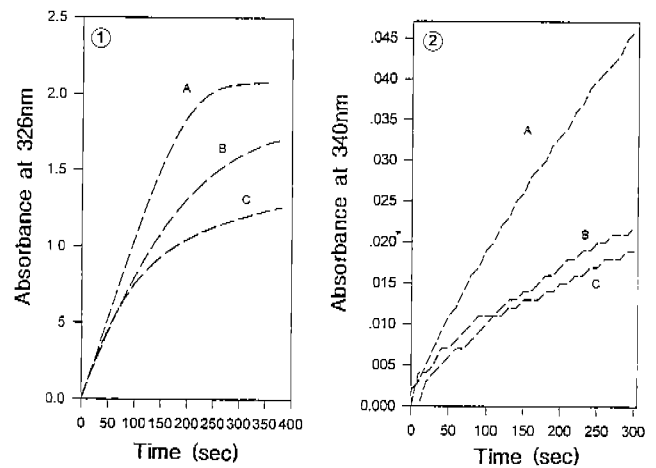 ①
Absorbance at 326nm
2.5
2.0
1.5
1.0
5
0.0
A
B
C
0 50 100 150 200 250 300 350 400
Time (sec)
②
Absorbance at 340nm
.045
.040
.035
.030
.025
.020
.015
.010
.005
.000
A
B
C
0 50 100 150 200 250 300
Time (sec)